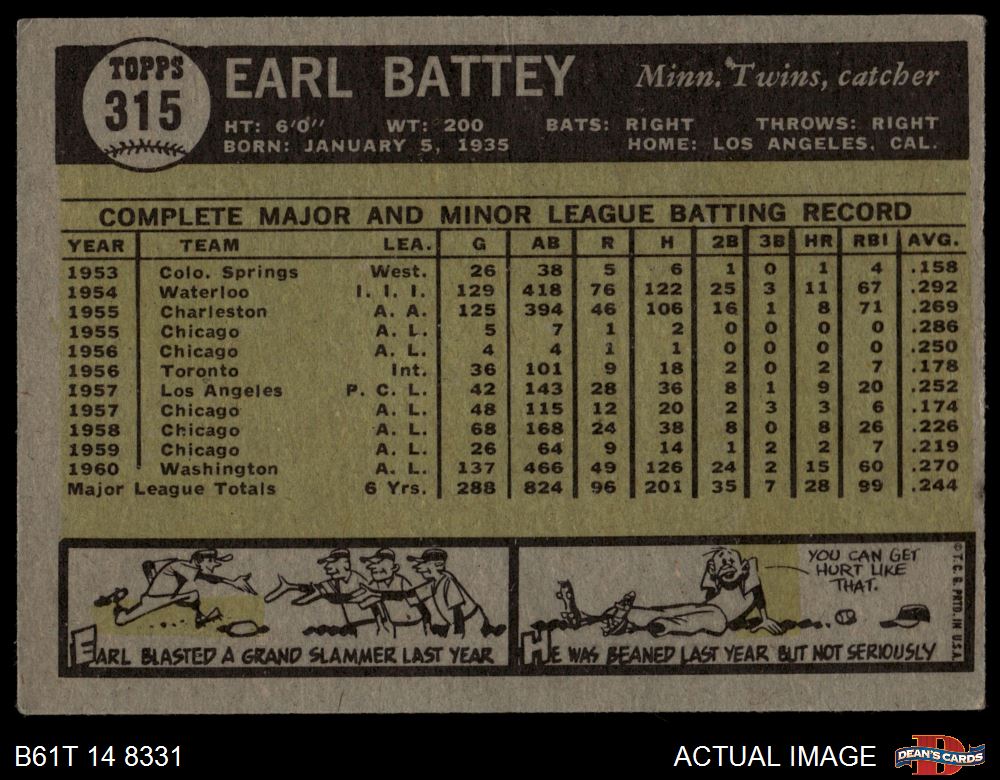 TOPPS
315
EARL BATTEY
Minn. Twins, catcher
HT: 6'0" WT: 200 BATS: RIGHT THROWS: RIGHT
BORN: JANUARY 5, 1935 HOME: LOS ANGELES, CAL.
COMPLETE MAJOR AND MINOR LEAGUE BATTING RECORD
YEAR TEAM LEA. G AB R H 2B 3B HR RBI AVG.
1953 Colo. Springs West. 26 38 5 6 1 0 1 4 .158
1954 Waterloo I. I. I. 129 418 76 122 25 3 11 67 .292
1955 Charleston A. A. 125 394 46 106 16 1 8 71 .269
1955 Chicago A. L. 5 7 1 2 0 0 0 0 .286
1956 Chicago A. L. 4 4 1 1 0 0 0 0 .250
1956 Toronto Int. 36 101 9 18 2 0 2 7 .178
1957 Los Angeles P. C. L. 42 143 28 36 8 1 9 20 .252
1957 Chicago A. L. 48 115 12 20 2 3 3 6 .174
1958 Chicago A. L. 68 168 24 38 8 0 8 26 .226
1959 Chicago A. L. 26 64 9 14 1 2 2 7 .219
1960 Washington A. L. 137 466 49 126 24 2 15 60 .270
Major League Totals 6 Yrs. 288 824 96 201 35 7 28 99 .244
EARL BLASTED A GRAND SLAMMER LAST YEAR
YOU CAN GET
HURT LIKE
THAT.
HE WAS BEANED LAST YEAR BUT NOT SERIOUSLY
© T. C. G. PRTD. IN U.S.A.
B61T 14 8331
ACTUAL IMAGE
DEAN'S CARDS